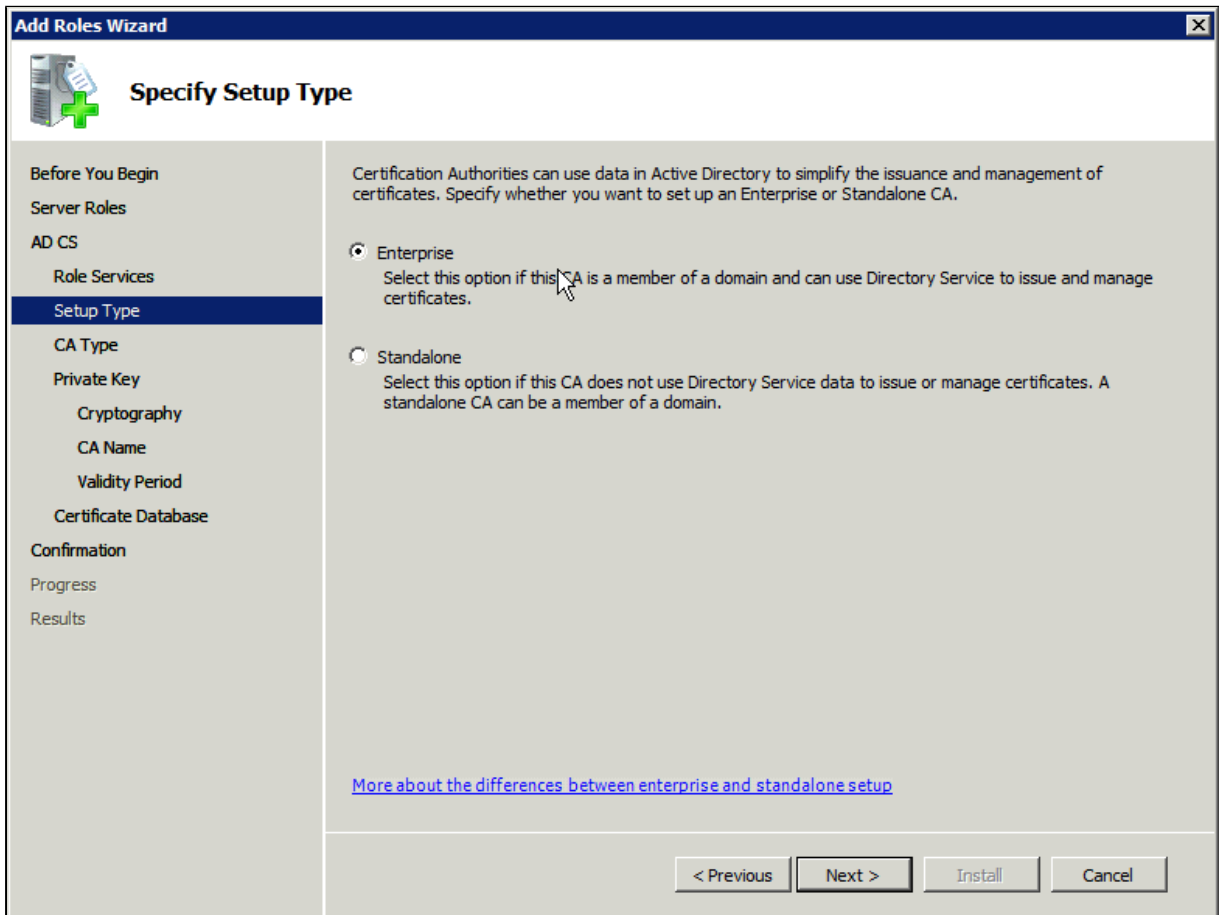 Add Roles Wizard
Specify Setup Type
Before You Begin
Server Roles
AD CS
Role Services
Setup Type
CA Type
Private Key
Cryptography
CA Name
Validity Period
Certificate Database
Confirmation
Progress
Results
Certification Authorities can use data in Active Directory to simplify the issuance and management of
certificates. Specify whether you want to set up an Enterprise or Standalone CA.
Enterprise
Select this option if this CA is a member of a domain and can use Directory Service to issue and manage
certificates.
Standalone
Select this option if this CA does not use Directory Service data to issue or manage certificates. A
standalone CA can be a member of a domain.
More about the differences between enterprise and standalone setup
< Previous
Next >
Install
Cancel